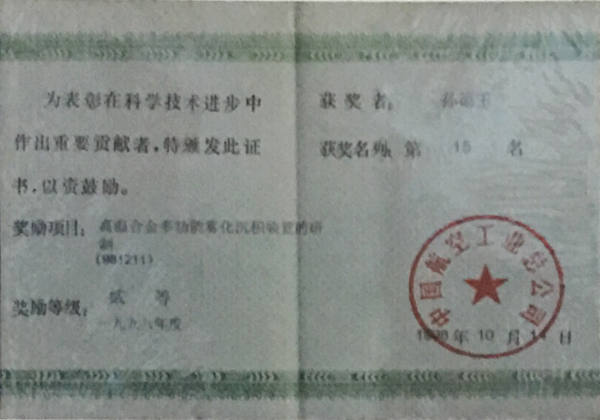 为表彰在科学技术进步中
作出重要贡献者,特颁发此证
书,以资鼓励。
奖励项目: 高温合金多功能雾化沉积装置的研
制
(981211)
奖励等级: 贰 等
一九九八年度
获奖者:
获奖名列 第 15 名
中国航空工业总公司
1998 年 10 月 14 日